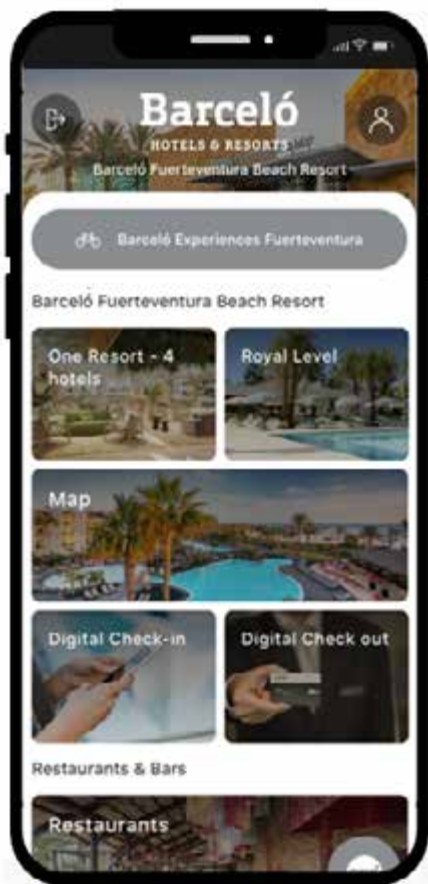 Barceló
HOTELS & RESORTS
Barceló Fuerteventura Beach Resort
Barceló Experiences Fuerteventura
Barceló Fuerteventura Beach Resort
One Resort - 4
hotels
Royal Level
Map
Digital Check-in
Digital Check out
Restaurants & Bars
Restaurants